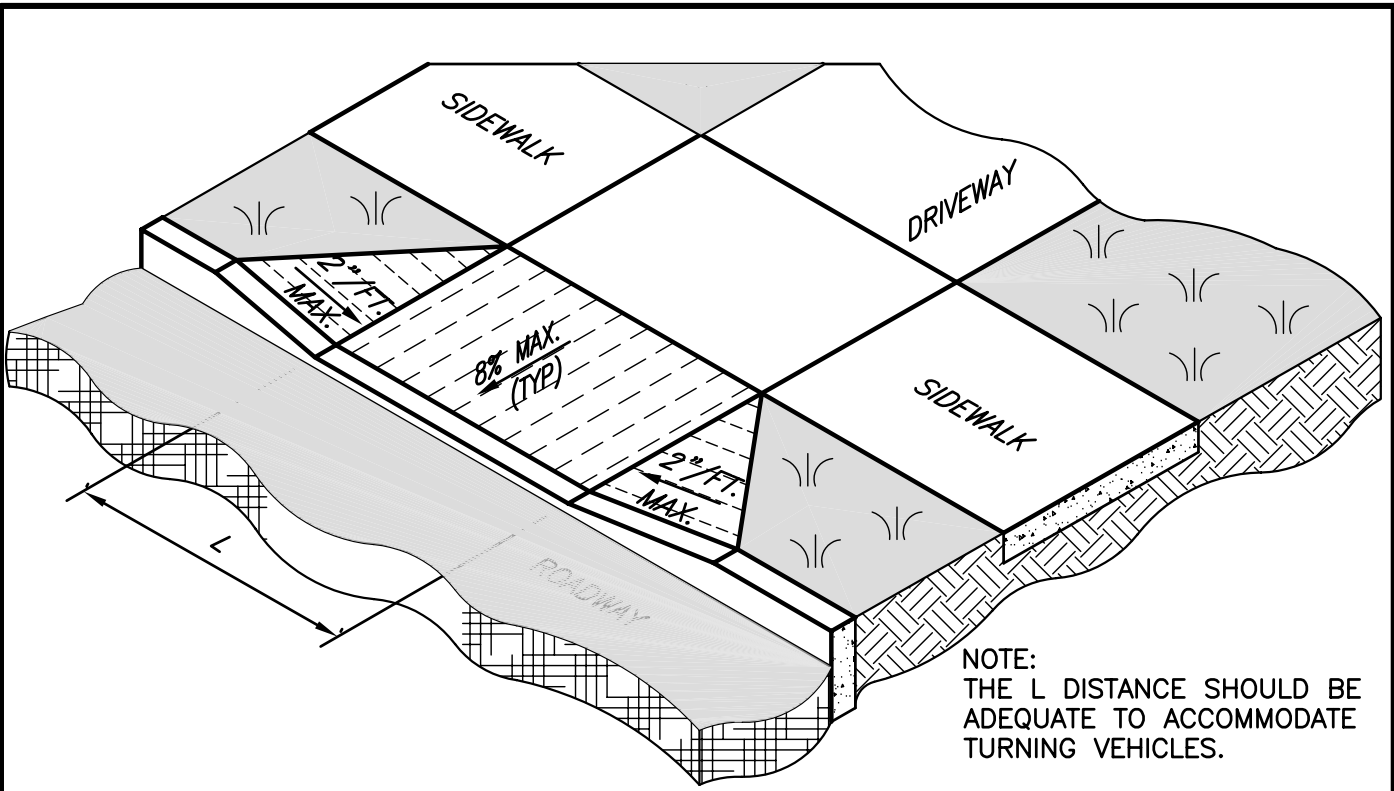 SIDEWALK
DRIVEWAY
2"/FT.
MAX.
8% MAX.
(TYP)
SIDEWALK
2"/FT.
MAX.
L
ROADWAY
NOTE:
THE L DISTANCE SHOULD BE
ADEQUATE TO ACCOMMODATE
TURNING VEHICLES.